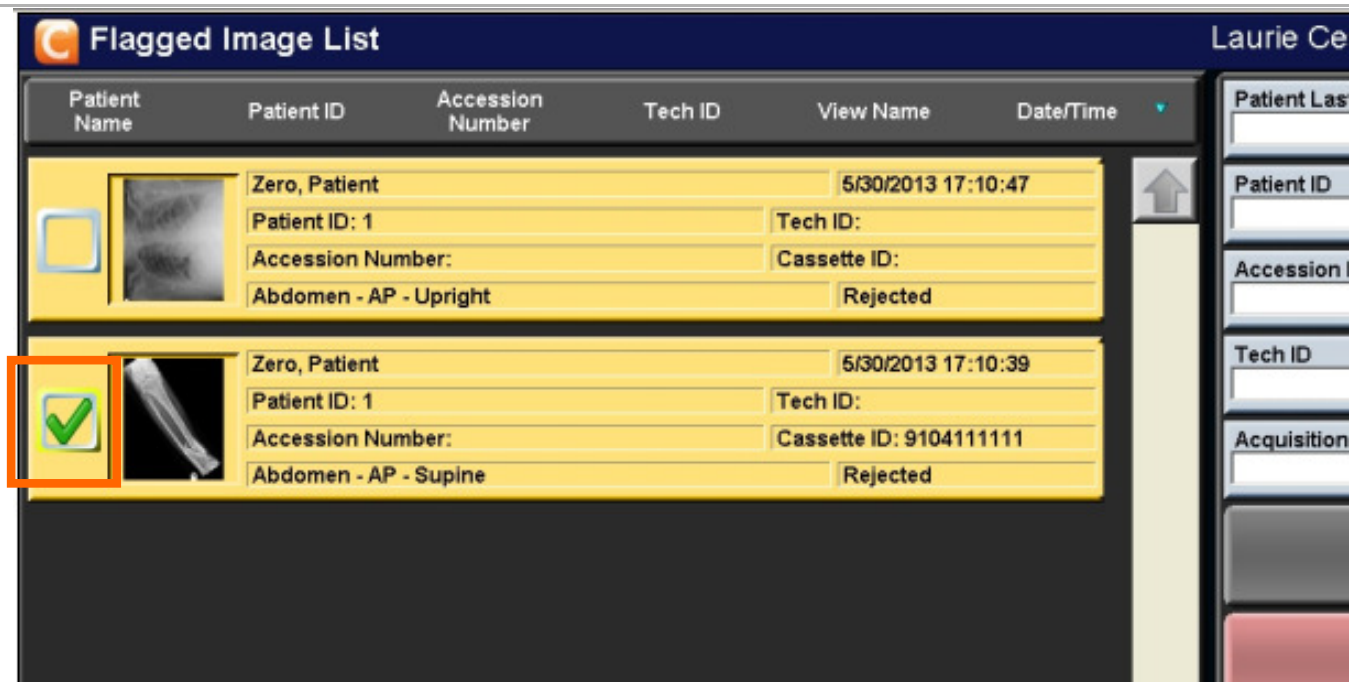 Flagged Image List
Laurie Ce
Patient Name
Patient ID
Accession Number
Tech ID
View Name
Date/Time
Zero, Patient
5/30/2013 17:10:47
Patient ID: 1
Tech ID:
Accession Number:
Cassette ID:
Abdomen - AP - Upright
Rejected
Zero, Patient
5/30/2013 17:10:39
Patient ID: 1
Tech ID:
Accession Number:
Cassette ID: 9104111111
Abdomen - AP - Supine
Rejected
Patient Las
Patient ID
Accession
Tech ID
Acquisition